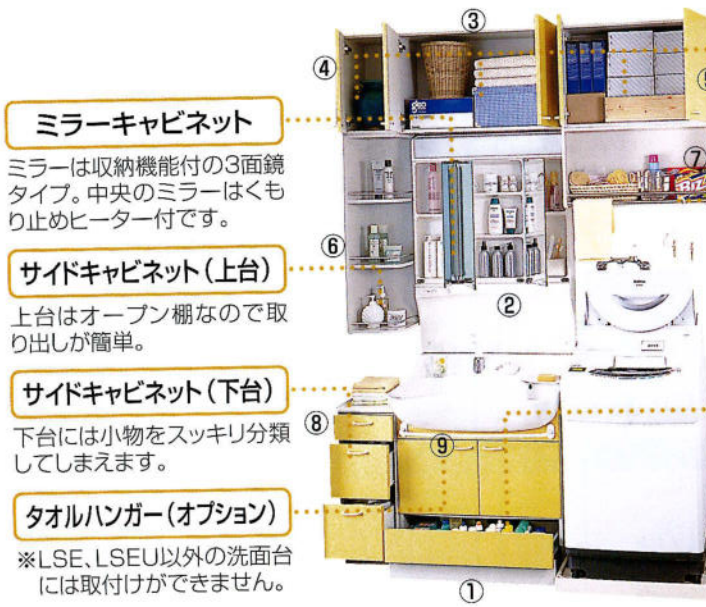 ミラーキャビネット
ミラーは収納機能付の3面鏡
タイプ。中央のミラーはくも
り止めヒーター付です。
サイドキャビネット(上台)
上台はオープン棚なので取
り出しが簡単。
サイドキャビネット(下台)
下台には小物をスッキリ分類
してしまえます。
タオルハンガー(オプション)
※LSE、LSEU以外の洗面台
には取付けができません。
③
④
⑦
⑥
②
⑧
⑨
①